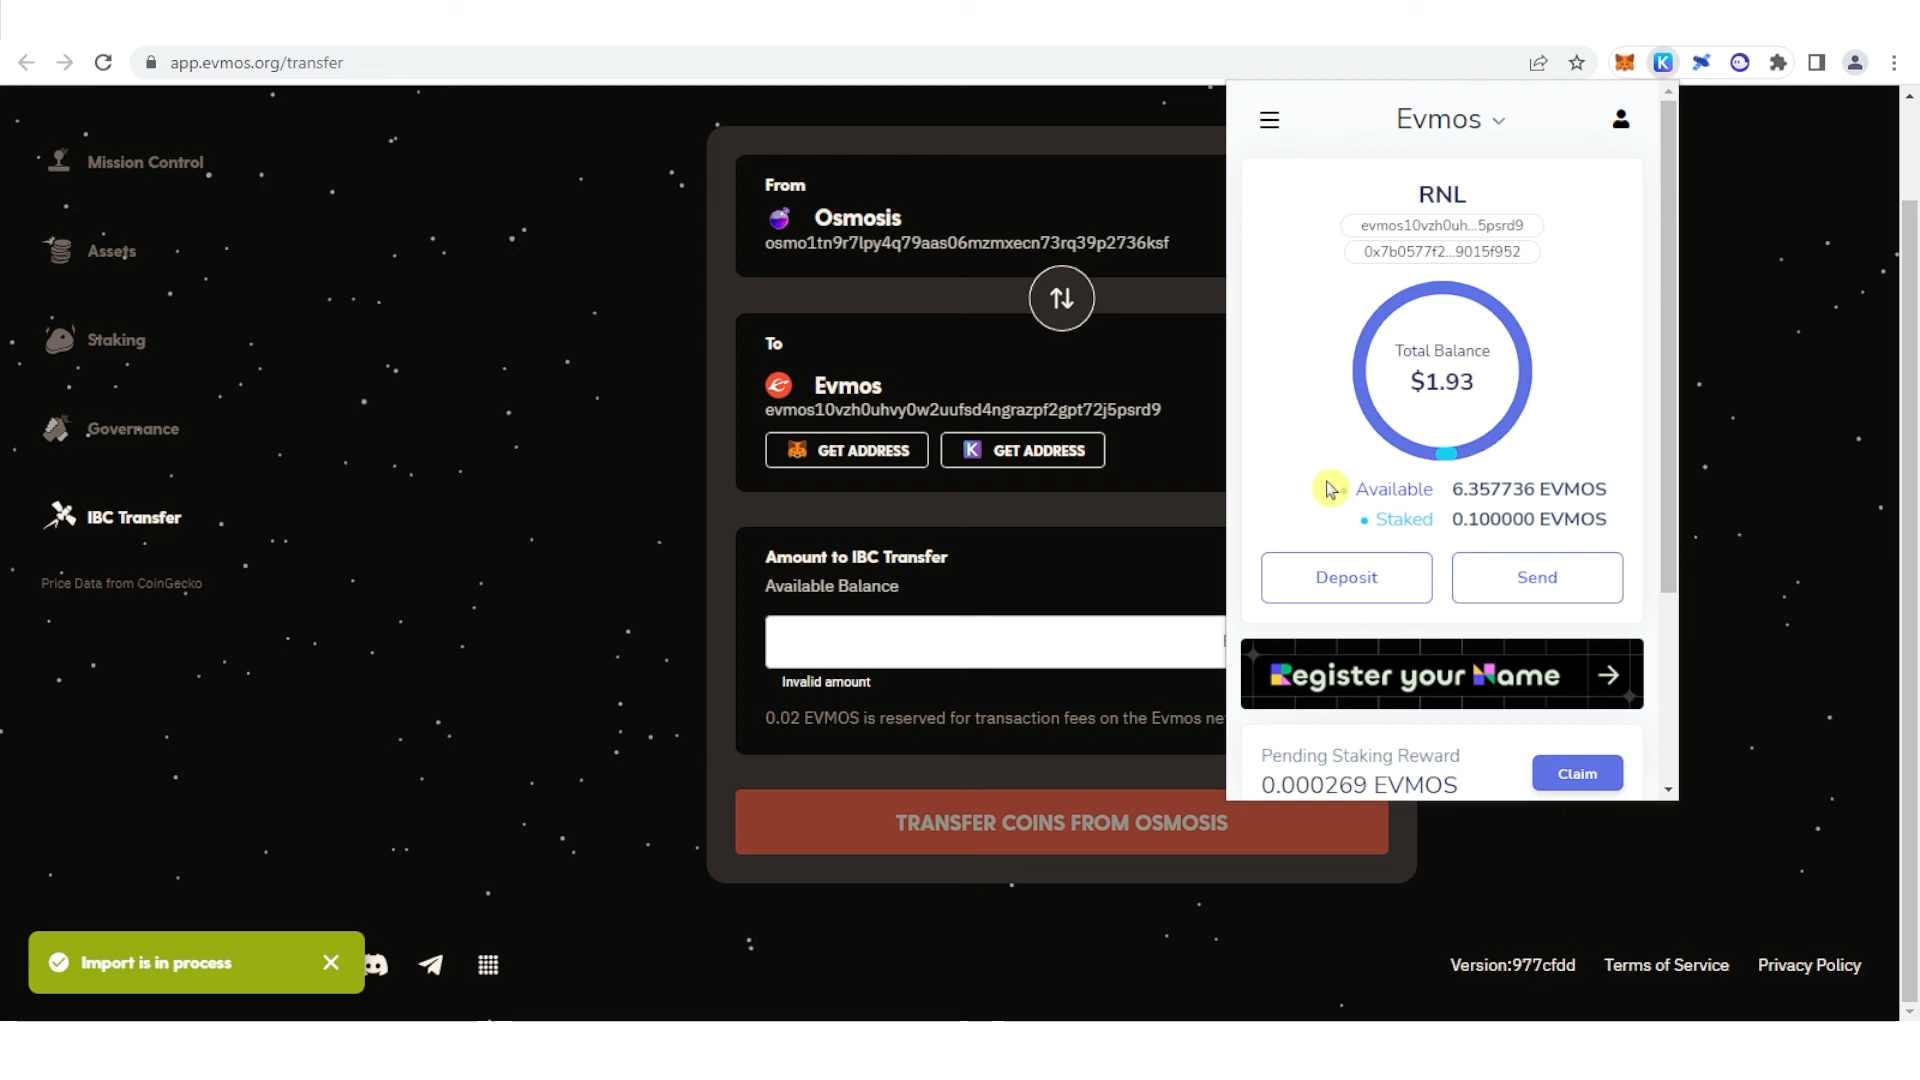 app.evmos.org/transfer
Mission Control
Assets
Staking
Governance
IBC Transfer
Price Data from CoinGecko
From
Osmosis
osmo1tn9r7lpy4q79aas06mzmxecn73rq39p2736ksf
To
Evmos
evmos10vzh0uhvy0w2uufsd4ngrazpf2gpt72j5psrd9
GET ADDRESS
K GET ADDRESS
Amount to IBC Transfer
Available Balance
Invalid amount
0.02 EVMOS is reserved for transaction fees on the Evmos ne
TRANSFER COINS FROM OSMOSIS
K
Evmos
RNL
evmos10vzh0uh...5psrd9
0x7b0577f2...9015f952
Total Balance
$1.93
Available 6.357736 EVMOS
Staked 0.100000 EVMOS
Deposit
Send
Register your Name
Pending Staking Reward
0.000269 EVMOS
Claim
Import is in process
Version:977cfdd
Terms of Service
Privacy Policy